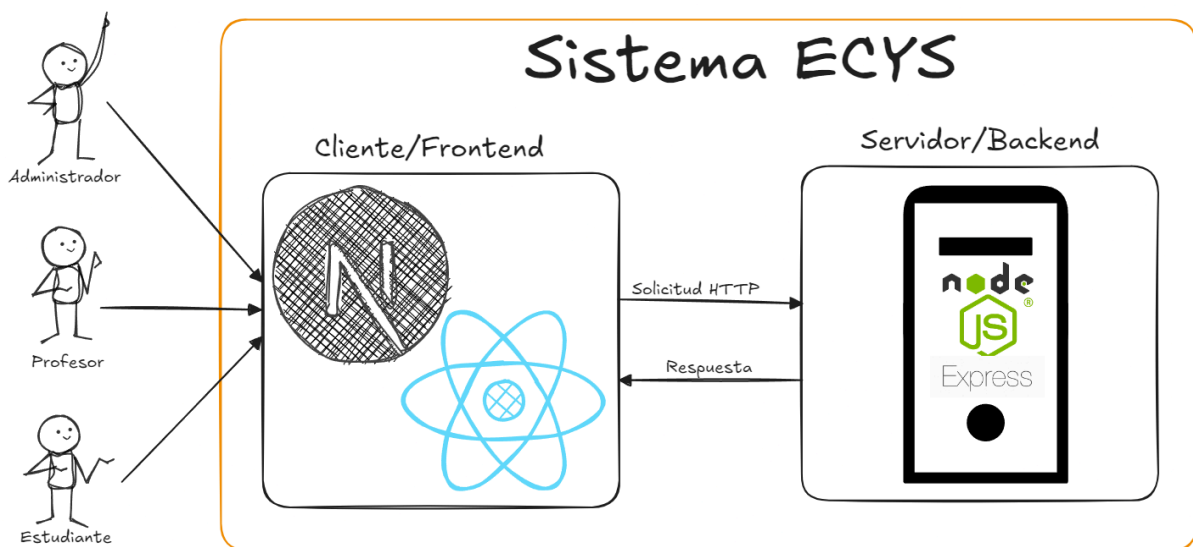 Sistema ECYS
Cliente/Frontend
Servidor/Backend
Administrador
Profesor
Estudiante
N
Solicitud HTTP
Respuesta
node
JS
®
Express